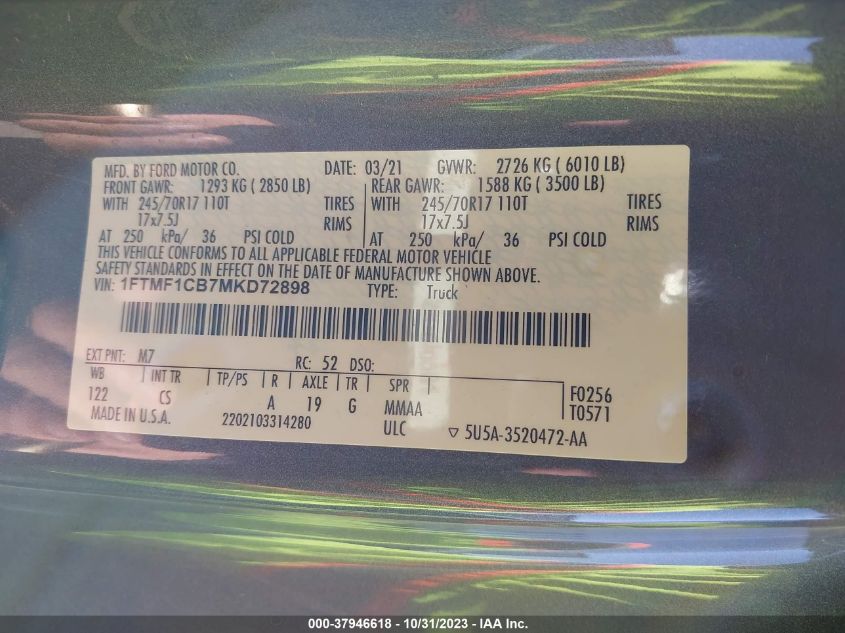 MFD. BY FORD MOTOR CO. DATE: 03/21 GVWR: 2726 KG ( 6010 LB)
FRONT GAWR: 1293 KG ( 2850 LB) REAR GAWR: 1588 KG ( 3500 LB)
WITH 245/70R17 110T TIRES WITH 245/70R17 110T TIRES
17x7.5J RIMS 17x7.5J RIMS
AT 250 kPa/ 36 PSI COLD AT 250 kPa/ 36 PSI COLD
THIS VEHICLE CONFORMS TO ALL APPLICABLE FEDERAL MOTOR VEHICLE
SAFETY STANDARDS IN EFFECT ON THE DATE OF MANUFACTURE SHOWN ABOVE.
VIN: 1FTMF1CB7MKD72898 TYPE: Truck
EXT PNT: M7 RC: 52 DSO:
WB INT TR TP/PS R AXLE TR SPR F0256
122 CS A 19 G MMAA T0571
MADE IN U.S.A. 2202103314280 ULC ▽ 5U5A-3520472-AA
000-37946618 - 10/31/2023 - IAA Inc.